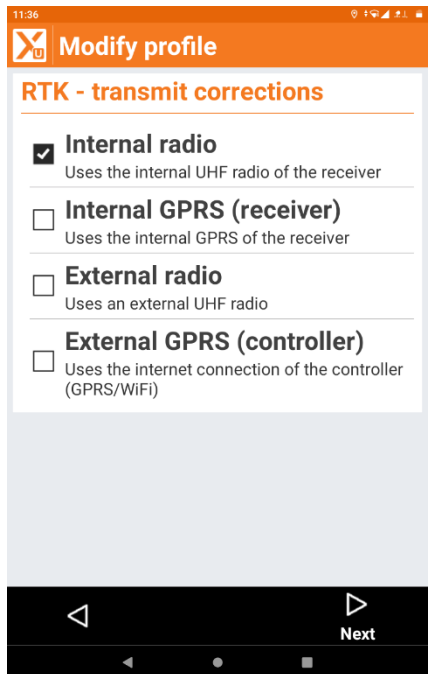 11:36
Xu Modify profile
RTK - transmit corrections
Internal radio
Uses the internal UHF radio of the receiver
Internal GPRS (receiver)
Uses the internal GPRS of the receiver
External radio
Uses an external UHF radio
External GPRS (controller)
Uses the internet connection of the controller
(GPRS/WiFi)
Next